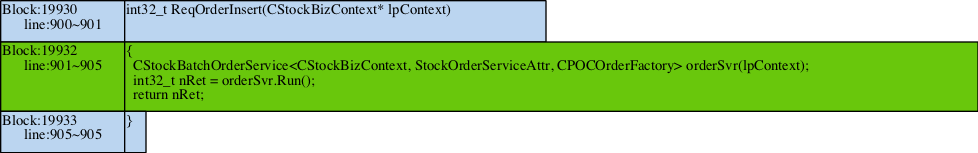 Block:19930
line:900~901
int32_t ReqOrderInsert(CStockBizContext* lpContext)
Block:19932
line:901~905
{
CStockBatchOrderService<CStockBizContext, StockOrderServiceAttr, CPOCOrderFactory> orderSvr(lpContext);
int32_t nRet = orderSvr.Run();
return nRet;
Block:19933
line:905~905
}